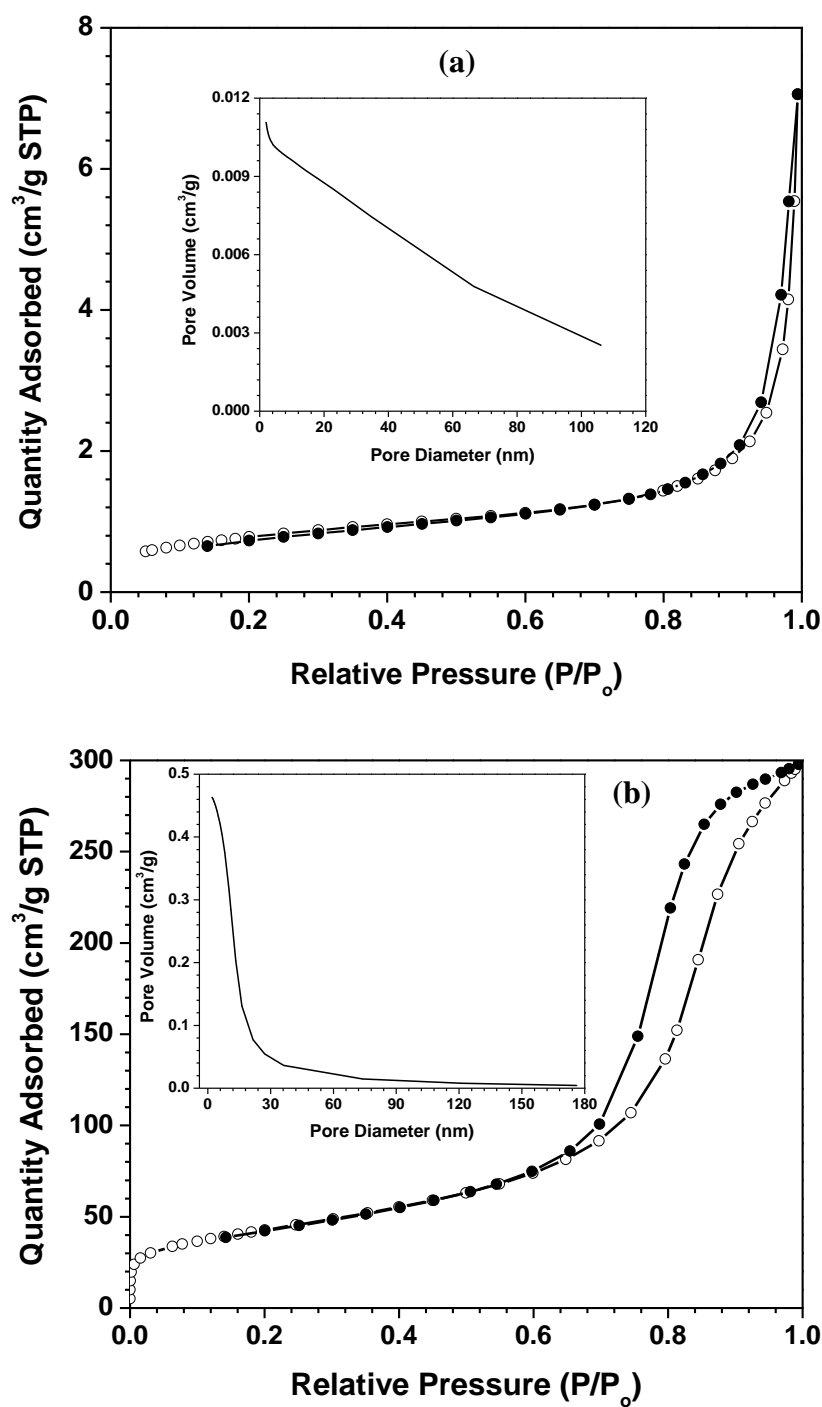 (a)
Quantity Adsorbed (cm³/g STP)
8
6
4
2
0
0.0 0.2 0.4 0.6 0.8 1.0
Relative Pressure (P/Pₒ)
Pore Volume (cm³/g)
0.012
0.009
0.006
0.003
0.000
0 20 40 60 80 100 120
Pore Diameter (nm)
(b)
Quantity Adsorbed (cm³/g STP)
300
250
200
150
100
50
0
0.0 0.2 0.4 0.6 0.8 1.0
Relative Pressure (P/Pₒ)
Pore Volume (cm³/g)
0.5
0.4
0.3
0.2
0.1
0.0
0 30 60 90 120 150 180
Pore Diameter (nm)